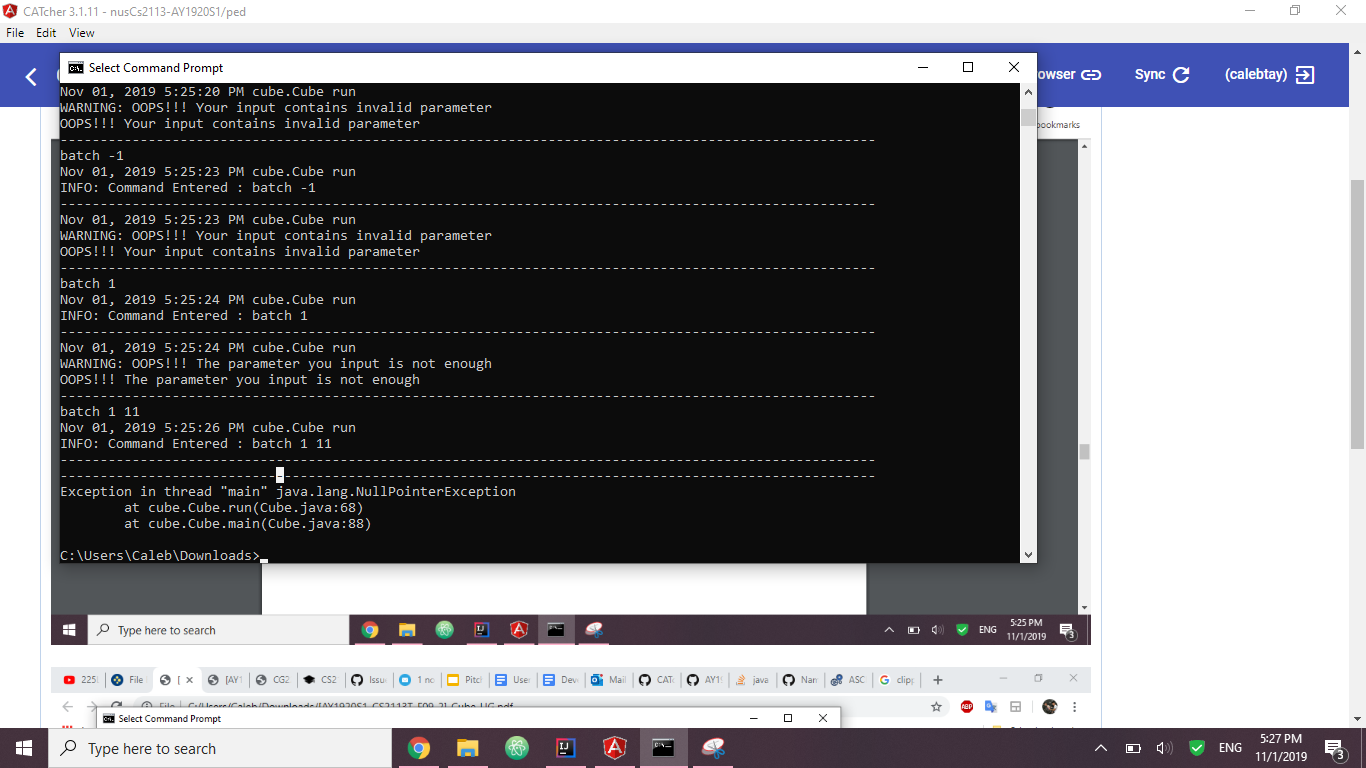 CATcher 3.1.11 - nusCs2113-AY1920S1/ped
File Edit View
Select Command Prompt
owser Sync (calebtay)
bookmarks
Nov 01, 2019 5:25:20 PM cube.Cube run
WARNING: OOPS!!! Your input contains invalid parameter
OOPS!!! Your input contains invalid parameter
------------------------------------------------------------------------------------------------------
batch -1
Nov 01, 2019 5:25:23 PM cube.Cube run
INFO: Command Entered : batch -1
------------------------------------------------------------------------------------------------------
Nov 01, 2019 5:25:23 PM cube.Cube run
WARNING: OOPS!!! Your input contains invalid parameter
OOPS!!! Your input contains invalid parameter
------------------------------------------------------------------------------------------------------
batch 1
Nov 01, 2019 5:25:24 PM cube.Cube run
INFO: Command Entered : batch 1
------------------------------------------------------------------------------------------------------
Nov 01, 2019 5:25:24 PM cube.Cube run
WARNING: OOPS!!! The parameter you input is not enough
OOPS!!! The parameter you input is not enough
------------------------------------------------------------------------------------------------------
batch 1 11
Nov 01, 2019 5:25:26 PM cube.Cube run
INFO: Command Entered : batch 1 11
------------------------------------------------------------------------------------------------------
------------------------------------------------------------------------------------------------------
Exception in thread "main" java.lang.NullPointerException
at cube.Cube.run(Cube.java:68)
at cube.Cube.main(Cube.java:88)
C:\Users\Caleb\Downloads>
Type here to search ENG 5:25 PM
11/1/2019 3
225 File [ [AY1 CG2 CS2 Issu 1 no Pitch User Deve Mail CAT AY1 java Nan ASC clipp
File C:/Users/Caleb/Downloads/[AY1920S1-CS2113T-F09-2]-Cube-UG.pdf ABP
Select Command Prompt
Type here to search ENG 5:27 PM
11/1/2019 3